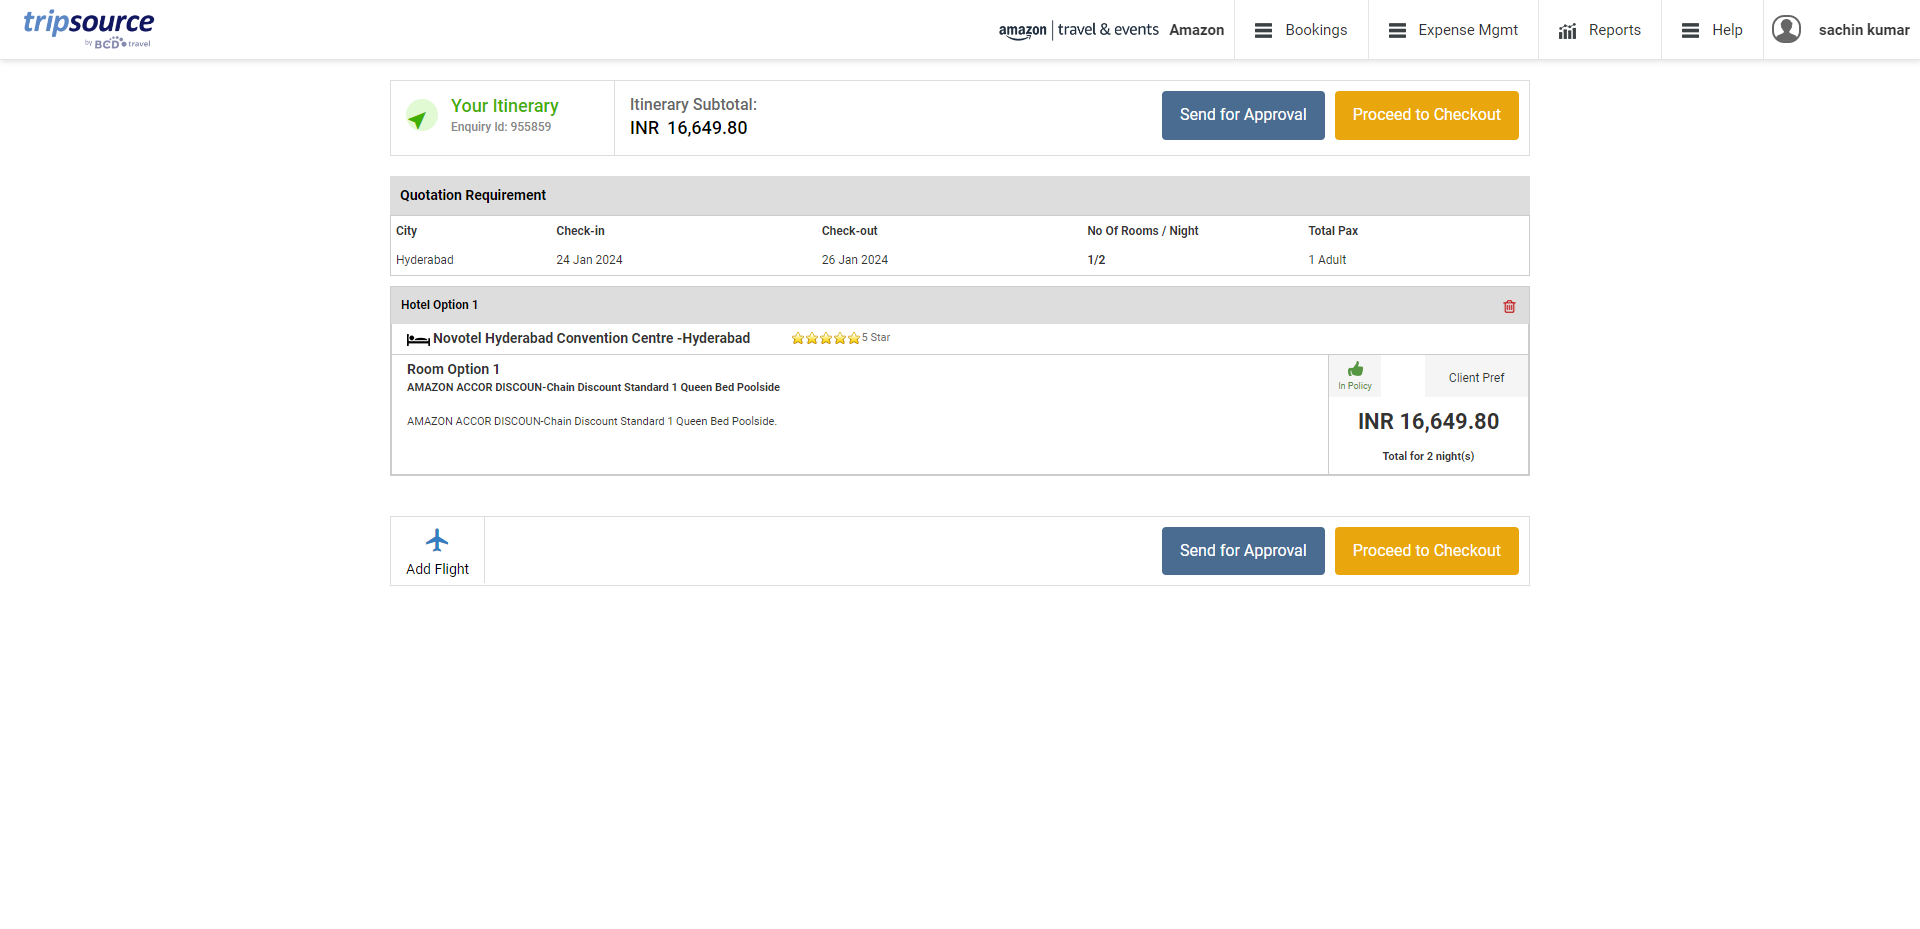 tripsource
by BCD travel
amazon | travel & events Amazon
Bookings
Expense Mgmt
Reports
Help
sachin kumar
Your Itinerary
Enquiry Id: 955859
Itinerary Subtotal:
INR 16,649.80
Send for Approval
Proceed to Checkout
Quotation Requirement
City Check-in Check-out No Of Rooms / Night Total Pax
Hyderabad 24 Jan 2024 26 Jan 2024 1/2 1 Adult
Hotel Option 1
Novotel Hyderabad Convention Centre -Hyderabad 5 Star
Room Option 1
AMAZON ACCOR DISCOUN-Chain Discount Standard 1 Queen Bed Poolside
AMAZON ACCOR DISCOUN-Chain Discount Standard 1 Queen Bed Poolside.
In Policy
Client Pref
INR 16,649.80
Total for 2 night(s)
Add Flight
Send for Approval
Proceed to Checkout